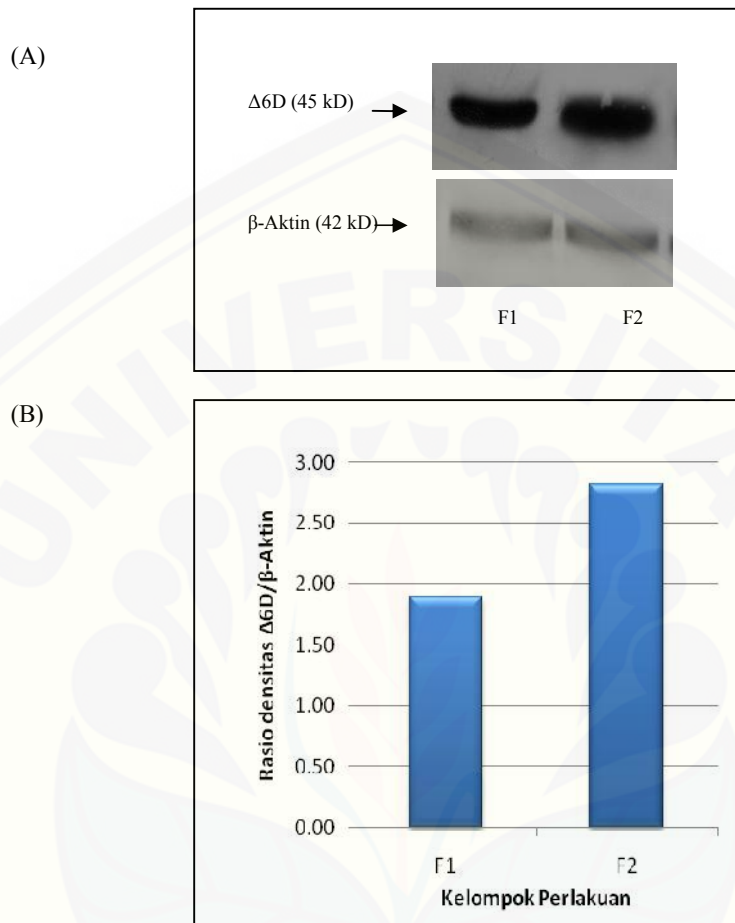 (A)
Δ6D (45 kD)
β-Aktin (42 kD)
F1 F2
(B)
3.00
2.50
2.00
1.50
1.00
0.50
0.00
Rasio densitas Δ6D/β-Aktin
F1 F2
Kelompok Perlakuan
UNIVERSITA